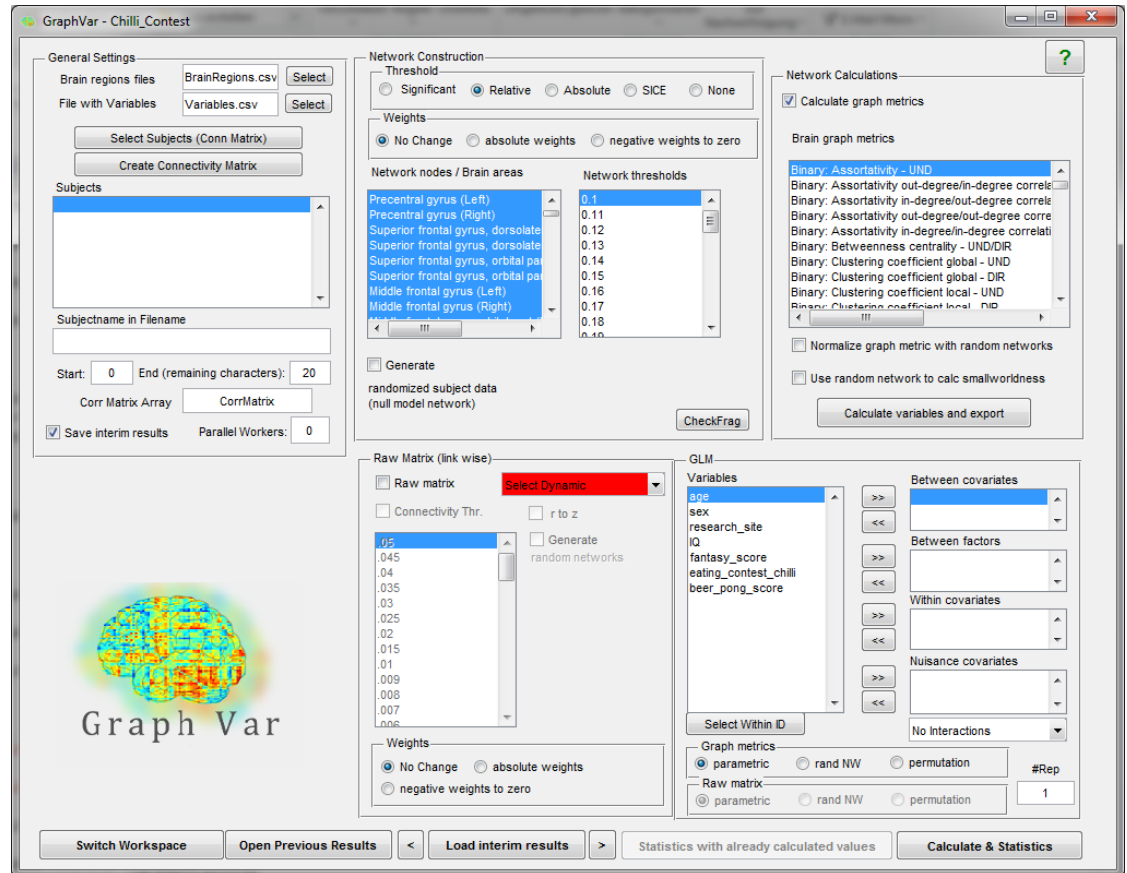 GraphVar - Chilli_Contest
?
General Settings
Brain regions files BrainRegions.csv Select
File with Variables Variables.csv Select
Select Subjects (Conn Matrix)
Create Connectivity Matrix
Subjects
Subjectname in Filename
Start: 0 End (remaining characters): 20
Corr Matrix Array CorrMatrix
Save interim results Parallel Workers: 0
Network Construction
Threshold
Significant Relative Absolute SICE None
Weights
No Change absolute weights negative weights to zero
Network nodes / Brain areas
Precentral gyrus (Left)
Precentral gyrus (Right)
Superior frontal gyrus, dorsolate
Superior frontal gyrus, dorsolate
Superior frontal gyrus, orbital pa
Superior frontal gyrus, orbital pa
Middle frontal gyrus (Left)
Middle frontal gyrus (Right)
Network thresholds
0.1
0.11
0.12
0.13
0.14
0.15
0.16
0.17
0.18
0.19
Generate
randomized subject data
(null model network)
CheckFrag
Network Calculations
Calculate graph metrics
Brain graph metrics
Binary: Assortativity - UND
Binary: Assortativity out-degree/in-degree correla
Binary: Assortativity in-degree/out-degree correla
Binary: Assortativity out-degree/out-degree corre
Binary: Assortativity in-degree/in-degree correlati
Binary: Betweenness centrality - UND/DIR
Binary: Clustering coefficient global - UND
Binary: Clustering coefficient global - DIR
Binary: Clustering coefficient local - UND
Binary: Clustering coefficient local - DIR
Normalize graph metric with random networks
Use random network to calc smallworldness
Calculate variables and export
Raw Matrix (link wise)
Raw matrix Select Dynamic
Connectivity Thr. r to z
Generate
random networks
.05
.045
.04
.035
.03
.025
.02
.015
.01
.009
.008
.007
.006
Weights
No Change absolute weights
negative weights to zero
GLM
Variables
age
sex
research_site
IQ
fantasy_score
eating_contest_chilli
beer_pong_score
Select Within ID
>>
<<
>>
<<
>>
<<
>>
<<
Between covariates
Between factors
Within covariates
Nuisance covariates
No Interactions
Graph metrics
parametric rand NW permutation
Raw matrix
parametric rand NW permutation
#Rep
1
Graph Var
Switch Workspace Open Previous Results < Load interim results > Statistics with already calculated values Calculate & Statistics